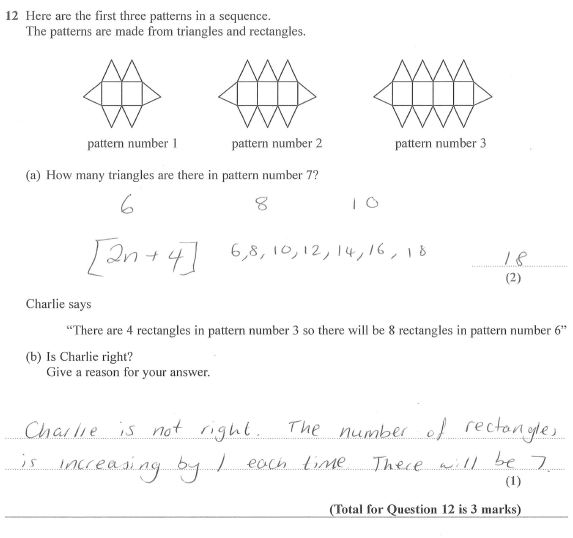 12 Here are the first three patterns in a sequence.
The patterns are made from triangles and rectangles.
pattern number 1 pattern number 2 pattern number 3
(a) How many triangles are there in pattern number 7?
6 8 10
[2n + 4] 6, 8, 10, 12, 14, 16, 18
18
(2)
Charlie says
“There are 4 rectangles in pattern number 3 so there will be 8 rectangles in pattern number 6”
(b) Is Charlie right?
Give a reason for your answer.
Charlie is not right. The number of rectangles
is increasing by 1 each time. There will be 7.
(1)
(Total for Question 12 is 3 marks)